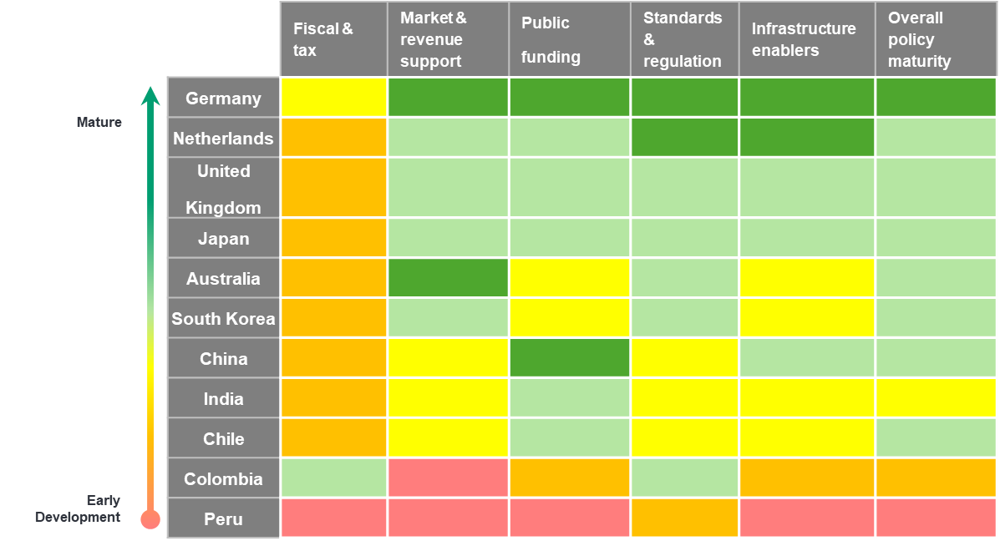 Fiscal &
tax
Market &
revenue
support
Public
funding
Standards
&
regulation
Infrastructure
enablers
Overall
policy
maturity
Mature
Germany
Netherlands
United
Kingdom
Japan
Australia
South Korea
China
India
Chile
Colombia
Early
Development
Peru